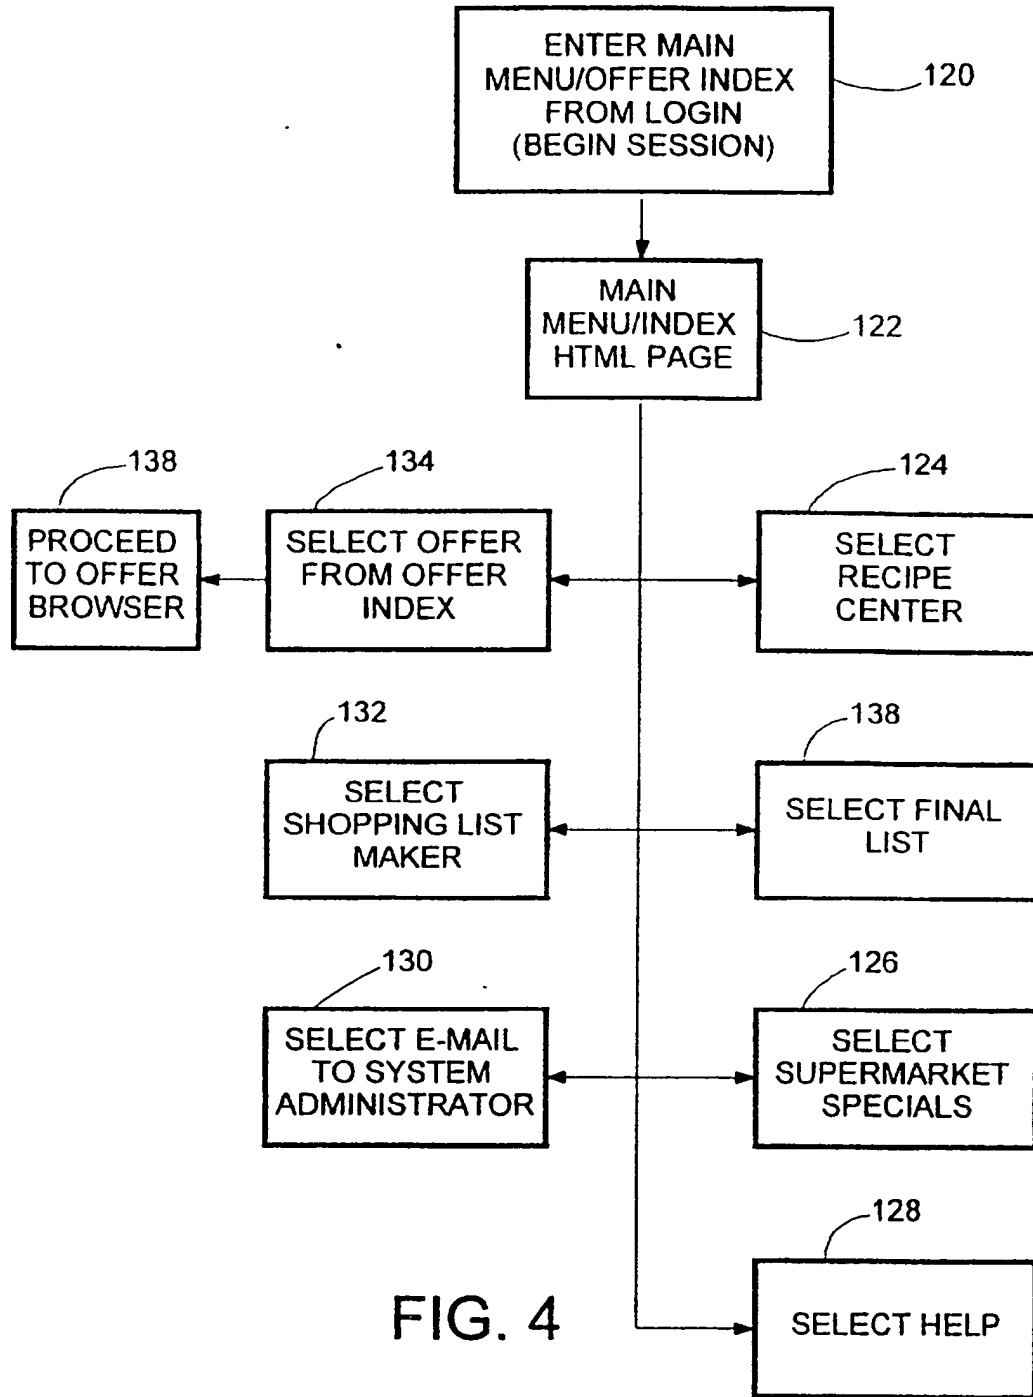 ENTER MAIN
MENU/OFFER INDEX
FROM LOGIN
(BEGIN SESSION)
120
MAIN
MENU/INDEX
HTML PAGE
122
138
PROCEED
TO OFFER
BROWSER
134
SELECT OFFER
FROM OFFER
INDEX
124
SELECT
RECIPE
CENTER
132
SELECT
SHOPPING LIST
MAKER
138
SELECT FINAL
LIST
130
SELECT E-MAIL
TO SYSTEM
ADMINISTRATOR
126
SELECT
SUPERMARKET
SPECIALS
128
SELECT HELP
FIG. 4